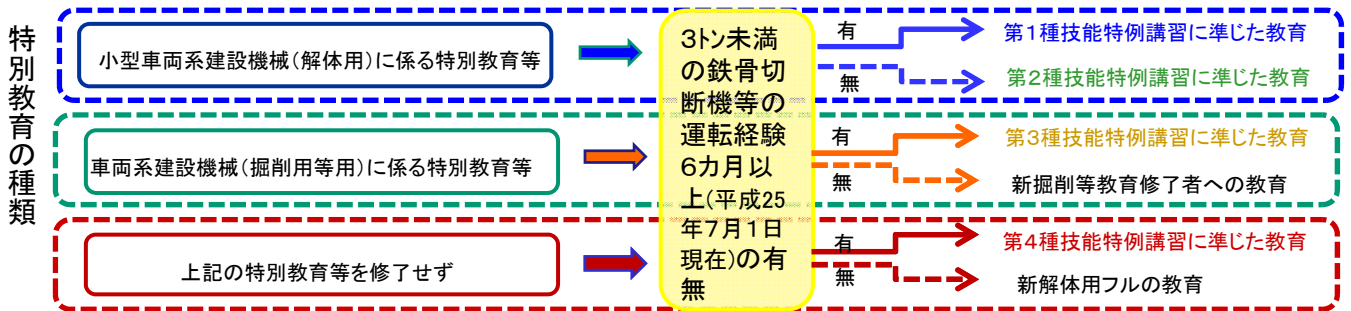 特別教育の種類
小型車両系建設機械(解体用)に係る特別教育等
車両系建設機械(掘削用等用)に係る特別教育等
上記の特別教育等を修了せず
3トン未満
の鉄骨切
断機等の
運転経験
6カ月以
上(平成25
年7月1日
現在)の有
無
有
第1種技能特例講習に準じた教育
無
第2種技能特例講習に準じた教育
有
第3種技能特例講習に準じた教育
無
新掘削等教育修了者への教育
有
第4種技能特例講習に準じた教育
無
新解体用フルの教育